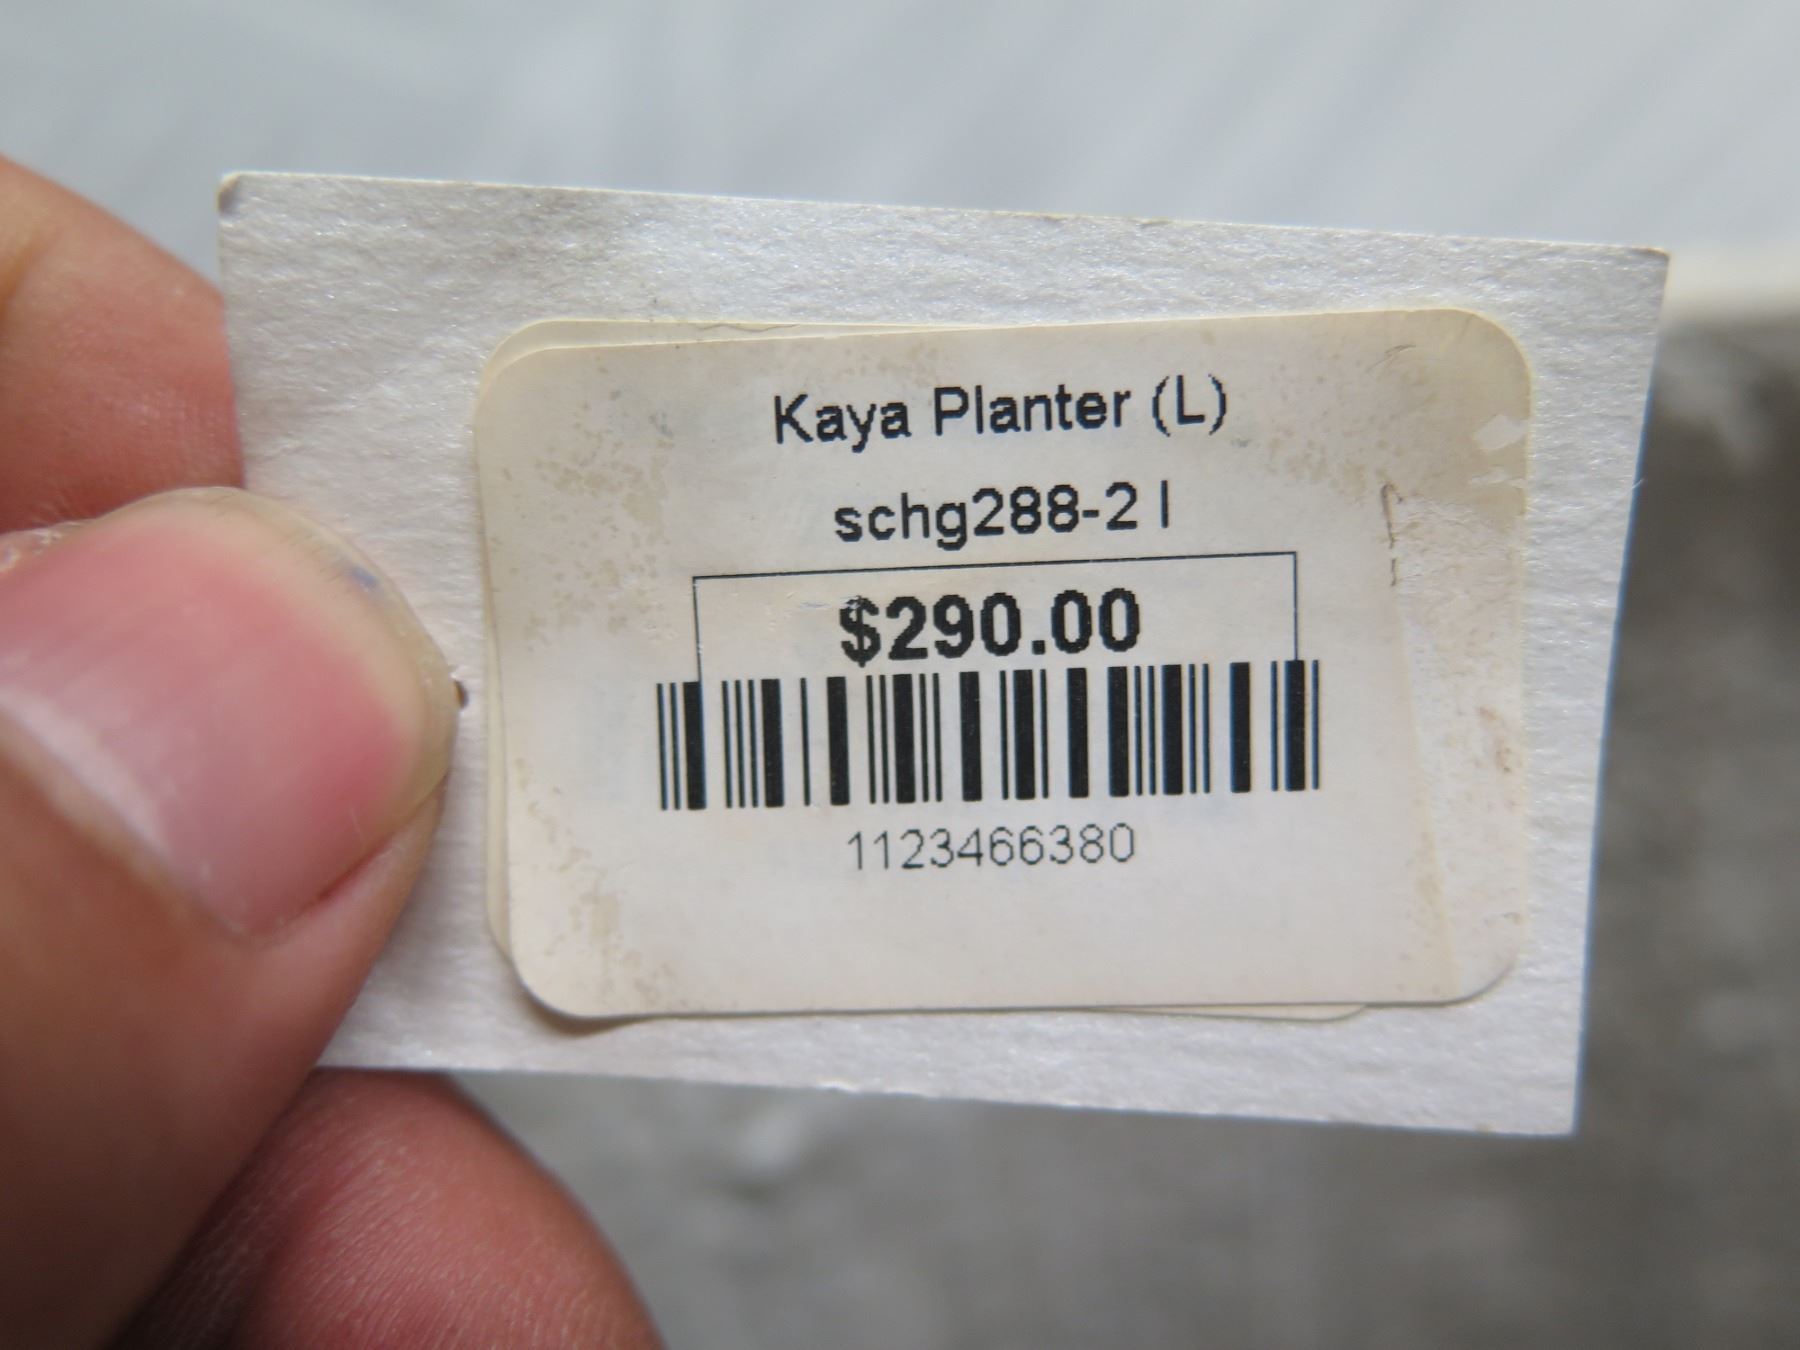 Kaya Planter (L)
schg288-2 l
$290.00
1123466380